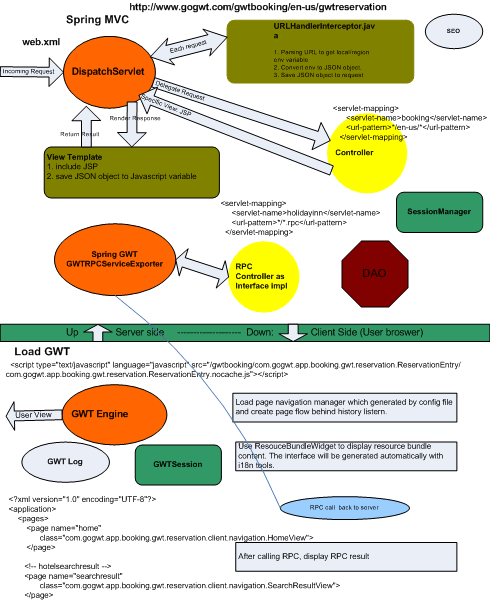 http://www.gogwt.com/gwtbooking/en-us/gwtreservation
Spring MVC
URLHandlerInterceptor.jav
a
SEO
web.xml
Each request
1. Parsing URL to get local/region
env variable
2. Convert env to JSON object.
3. Save JSON object to request
Incoming Request
DispatchServlet
Delegate Request
Specific View: JSP
Render Response
Return Result
<servlet-mapping>
<servlet-name>booking</servlet-name>
<url-pattern>"/en-us/*</url-pattern>
</servlet-mapping>
Controller
View Template
1. include JSP
2. save JSON object to Javascript variable
<servlet-mapping>
<servlet-name>holidayinn</servlet-name>
<url-pattern>"/*.rpc</url-pattern>
</servlet-mapping>
SessionManager
Spring GWT
GWTRPCServiceExporter
RPC
Controller as
Interface Impl
DAO
Up
Server side
Down:
Client Side (User broswer)
Load GWT
<script type="text/javascript" language="javascript" src="/gwtbooking/com.gogwt.app.booking.gwt.reservation.ReservationEntry/
com.gogwt.app.booking.gwt.reservation.ReservationEntry.nocache.js"></script>
User View
GWT Engine
Load page navigation manager which generated by config file
and create page flow behind history listern.
GWT Log
GWTSession
Use ResouceBundleWidget to display resource bundle
content. The interface will be generated automatically with
i18n tools.
<?xml version="1.0" encoding="UTF-8"?>
<application>
<pages>
<page name="home"
class="com.gogwt.app.booking.gwt.reservation.client.navigation.HomeView">
</page>
RPC call back to server
After calling RPC, display RPC result
<!-- hotelsearchresult -->
<page name="searchresult"
class="com.gogwt.app.booking.gwt.reservation.client.navigation.SearchResultView">
</page>